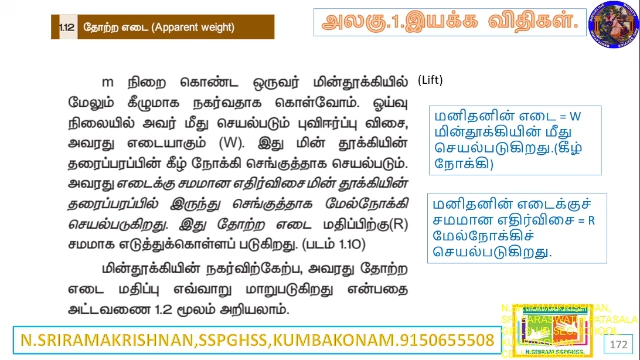 1.12 தோற்ற எடை (Apparent weight)
அலகு.1.இயக்க விதிகள்.
m நிறை கொண்ட ஒருவர் மின்தூக்கியில்
(Lift)
மேலும் கீழுமாக நகர்வதாக கொள்வோம். ஓய்வு
நிலையில் அவர் மீது செயல்படும் புவிஈர்ப்பு விசை,
அவரது எடையாகும் (W). இது மின் தூக்கியின்
தரைப்பரப்பின் கீழ் நோக்கி செங்குத்தாக செயல்படும்.
அவரது எடைக்கு சமமான எதிர்விசை மின் தூக்கியின்
தரைப்பரப்பில் இருந்து செங்குத்தாக மேல்நோக்கி
செயல்படுகிறது. இது தோற்ற எடை மதிப்பிற்கு(R)
சமமாக எடுத்துக்கொள்ளப் படுகிறது. (படம் 1.10)
மின்தூக்கியின் நகர்விற்கேற்ப, அவரது தோற்ற
எடை மதிப்பு எவ்வாறு மாறுபடுகிறது என்பதை
அட்டவணை 1.2 மூலம் அறியலாம்.
மனிதனின் எடை = W
மின்தூக்கியின் மீது
செயல்படுகிறது.(கீழ்
நோக்கி)
மனிதனின் எடைக்குச்
சமமான எதிர்விசை = R
மேல்நோக்கிச்
செயல்படுகிறது.
N.SRIRAMAKRISHNAN,SSPGHSS,KUMBAKONAM.9150655508
N.SRIRAMAKRISHNAN,
172